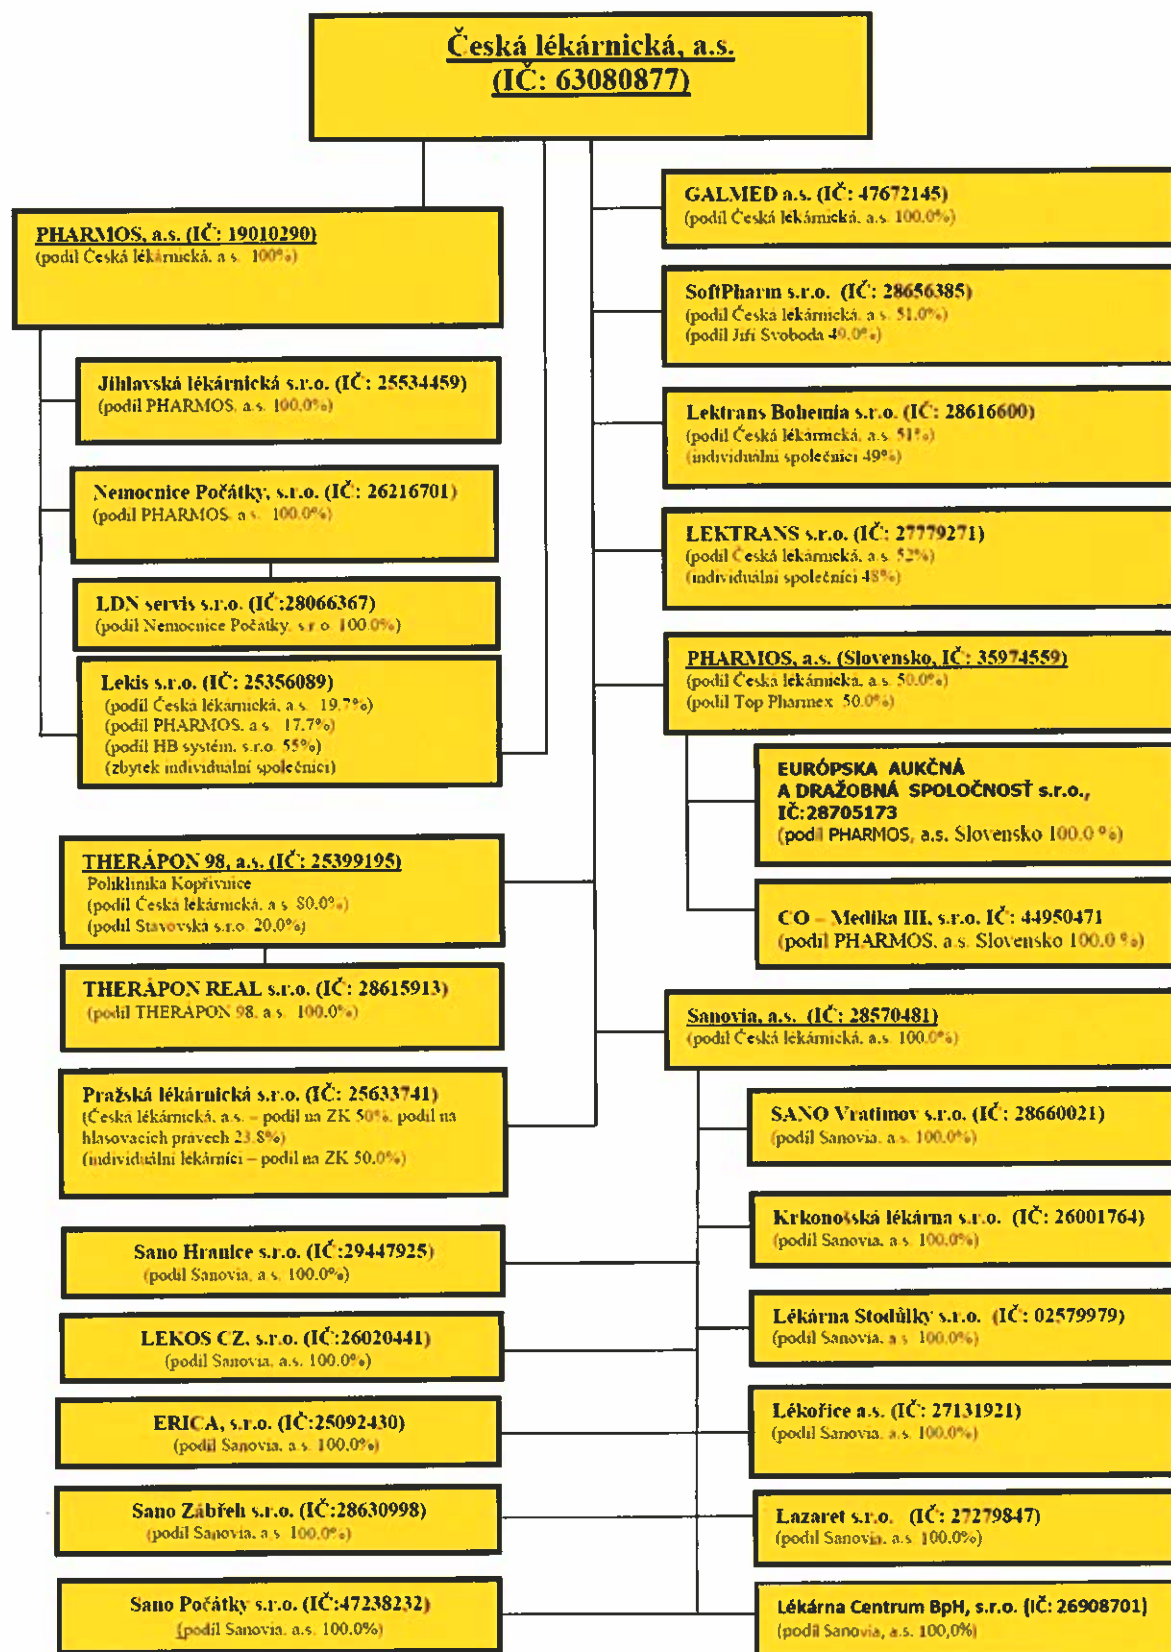 Česká lékárnická, a.s.
(IČ: 63080877)
PHARMOS, a.s. (IČ: 19010290)
(podíl Česká lékárnická, a.s. 100%)
Jihlavská lékárnická s.r.o. (IČ: 25534459)
(podíl PHARMOS, a.s. 100.0%)
Nemocnice Počátky, s.r.o. (IČ: 26216701)
(podíl PHARMOS, a.s. 100.0%)
LDN servis s.r.o. (IČ:28066367)
(podíl Nemocnice Počátky, s.r.o. 100.0%)
Lekis s.r.o. (IČ: 25356089)
(podíl Česká lékárnická, a.s. 19.7%)
(podíl PHARMOS, a.s. 17.7%)
(podíl HB systém, s.r.o. 55%)
(zbytek individuální společníci)
THERÁPON 98, a.s. (IČ: 25399195)
Poliklinika Kopřivnice
(podíl Česká lékárnická, a.s. 80.0%)
(podíl Stavovská s.r.o. 20.0%)
THERÁPON REAL s.r.o. (IČ: 28615913)
(podíl THERÁPON 98, a.s. 100.0%)
Pražská lékárnická s.r.o. (IČ: 25633741)
(Česká lékárnická, a.s. – podíl na ZK 50%, podíl na
hlasovacích právech 23.8%)
(individuální lékárníci – podíl na ZK 50.0%)
Sano Hranice s.r.o. (IČ:29447925)
(podíl Sanovia, a.s. 100.0%)
LEKOS CZ, s.r.o. (IČ:26020441)
(podíl Sanovia, a.s. 100.0%)
ERICA, s.r.o. (IČ:25092430)
(podíl Sanovia, a.s. 100.0%)
Sano Zábřeh s.r.o. (IČ:28630998)
(podíl Sanovia, a.s. 100.0%)
Sano Počátky s.r.o. (IČ:47238232)
(podíl Sanovia, a.s. 100.0%)
GALMED a.s. (IČ: 47672145)
(podíl Česká lékárnická, a.s. 100.0%)
SoftPharm s.r.o. (IČ: 28656385)
(podíl Česká lékárnická, a.s. 51.0%)
(podíl Jiří Svoboda 49.0%)
Lektrans Bohemia s.r.o. (IČ: 28616600)
(podíl Česká lékárnická, a.s. 51%)
(individuální společníci 49%)
LEKTRANS s.r.o. (IČ: 27779271)
(podíl Česká lékárnická, a.s. 52%)
(individuální společníci 48%)
PHARMOS, a.s. (Slovensko, IČ: 35974559)
(podíl Česká lékárnická, a.s. 50.0%)
(podíl Top Pharmex 50.0%)
EURÓPSKA AUKČNÁ
A DRAŽOBNÁ SPOLOČNOSŤ s.r.o.,
IČ:28705173
(podíl PHARMOS, a.s. Slovensko 100.0 %)
CO – Medika III, s.r.o. IČ: 44950471
(podíl PHARMOS, a.s. Slovensko 100.0 %)
Sanovia, a.s. (IČ: 28570481)
(podíl Česká lékárnická, a.s. 100.0%)
SANO Vratimov s.r.o. (IČ: 28660021)
(podíl Sanovia, a.s. 100.0%)
Krkonošská lékárna s.r.o. (IČ: 26001764)
(podíl Sanovia, a.s. 100.0%)
Lékárna Stodůlky s.r.o. (IČ: 02579979)
(podíl Sanovia, a.s. 100.0%)
Lékořice a.s. (IČ: 27131921)
(podíl Sanovia, a.s. 100.0%)
Lazaret s.r.o. (IČ: 27279847)
(podíl Sanovia, a.s. 100.0%)
Lékárna Centrum BpH, s.r.o. (IČ: 26908701)
(podíl Sanovia, a.s. 100,0%)